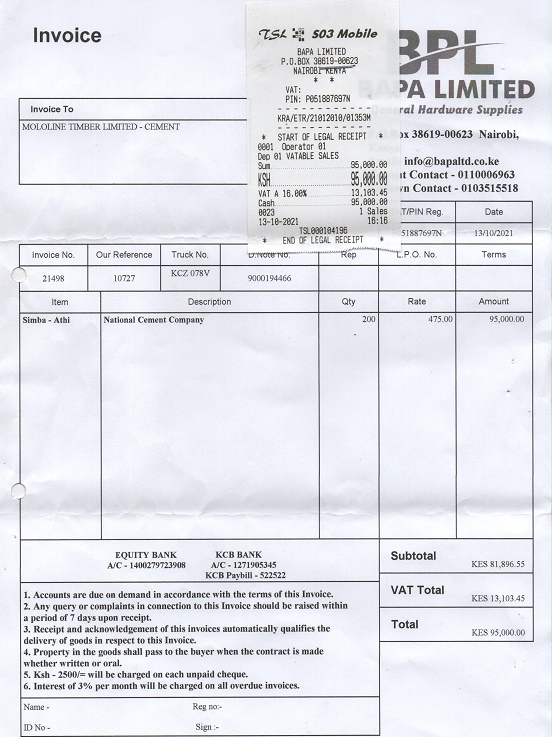 Invoice
TSL S03 Mobile
BAPA LIMITED
P.O.BOX 38619-00623
NAIROBI KENYA
* *
VAT:
PIN: P051887697N
KRA/ETR/21012010/01353M
* START OF LEGAL RECEIPT *
0001 Operator 01
Dep 01 VATABLE SALES
Sum 95,000.00
KSH 95,000.00
VAT A 16.00% 13,103.45
Cash 95,000.00
0023 1 Sales
13-10-2021 16:16
TSL000104196
* END OF LEGAL RECEIPT *
BPL
BAPA LIMITED
General Hardware Supplies
ox 38619-00623 Nairobi,
info@bapaltd.co.ke
t Contact - 0110006963
wn Contact - 0103515518
Invoice To
MOLOLINE TIMBER LIMITED - CEMENT
T/PIN Reg. Date
51887697N 13/10/2021
Invoice No. Our Reference Truck No. D.Note No. Rep L.P.O. No. Terms
21498 10727 KCZ 078V 9000194466
Item Description Qty Rate Amount
Simba - Athi National Cement Company 200 475.00 95,000.00
EQUITY BANK KCB BANK
A/C - 1400279723908 A/C - 1271905345
KCB Paybill - 522522
Subtotal KES 81,896.55
VAT Total KES 13,103.45
Total KES 95,000.00
1. Accounts are due on demand in accordance with the terms of this Invoice.
2. Any query or complaints in connection to this Invoice should be raised within
a period of 7 days upon receipt.
3. Receipt and acknowledgement of this invoices automatically qualifies the
delivery of goods in respect to this Invoice.
4. Property in the goods shall pass to the buyer when the contract is made
whether written or oral.
5. Ksh - 2500/= will be charged on each unpaid cheque.
6. Interest of 3% per month will be charged on all overdue invoices.
Name - Reg no:-
ID No - Sign :-